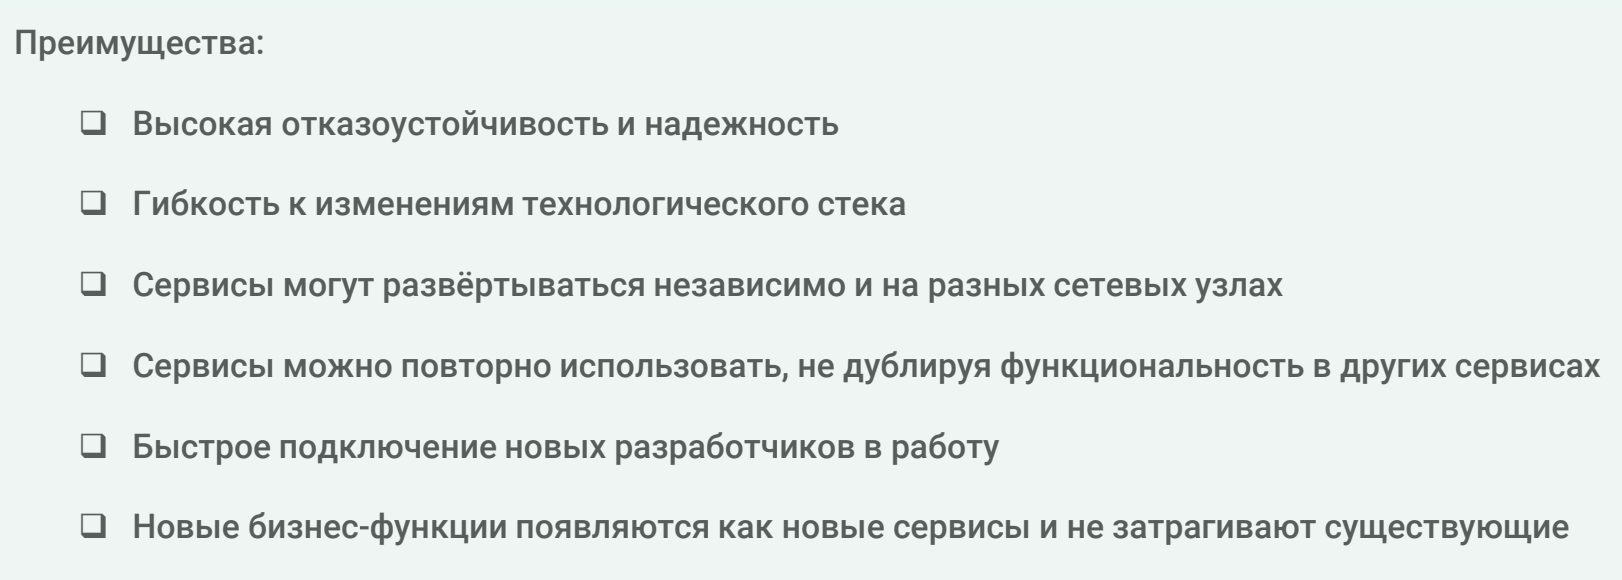 Преимущества:
❑ Высокая отказоустойчивость и надежность
❑ Гибкость к изменениям технологического стека
❑ Сервисы могут развёртываться независимо и на разных сетевых узлах
❑ Сервисы можно повторно использовать, не дублируя функциональность в других сервисах
❑ Быстрое подключение новых разработчиков в работу
❑ Новые бизнес-функции появляются как новые сервисы и не затрагивают существующие